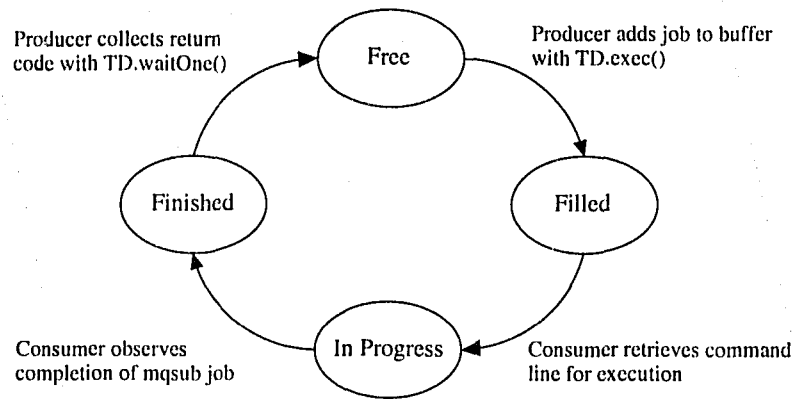 Producer collects return
code with TD.waitOne()
Free
Producer adds job to buffer
with TD.exec()
Finished
Filled
Consumer observes
completion of mqsub job
In Progress
Consumer retrieves command
line for execution